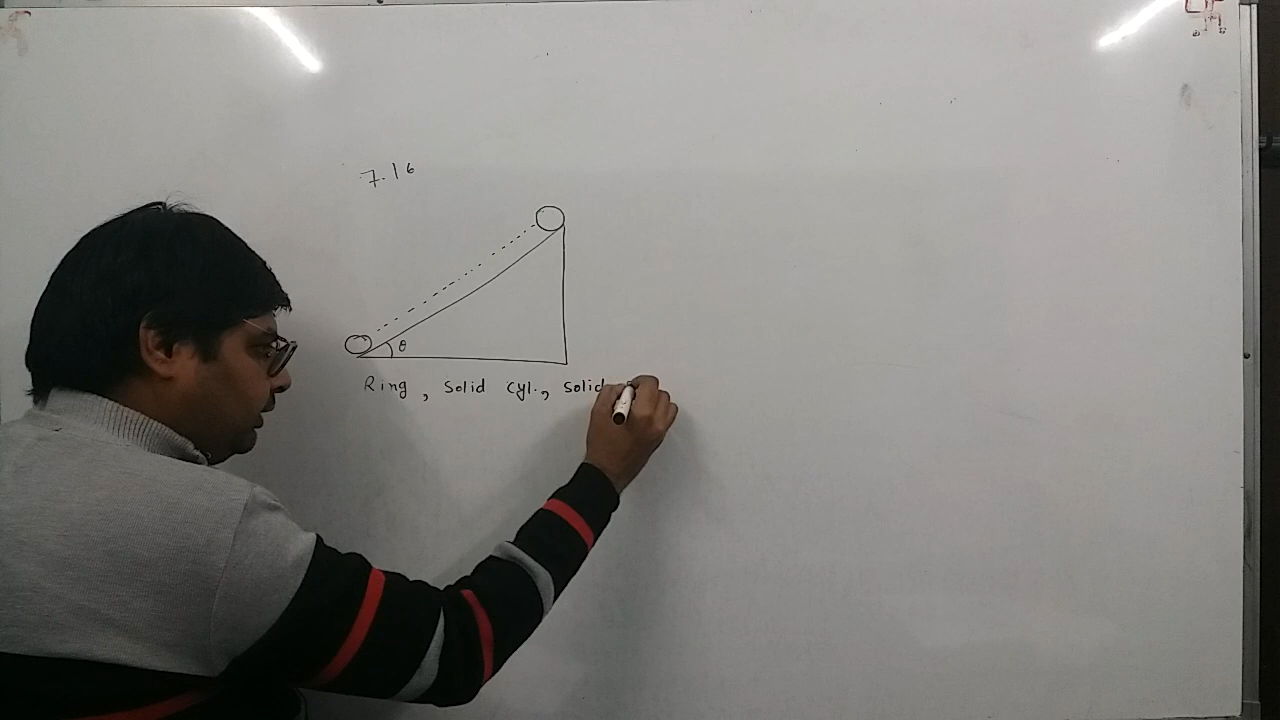 7.16
θ
Ring, Solid Cyl., Solid